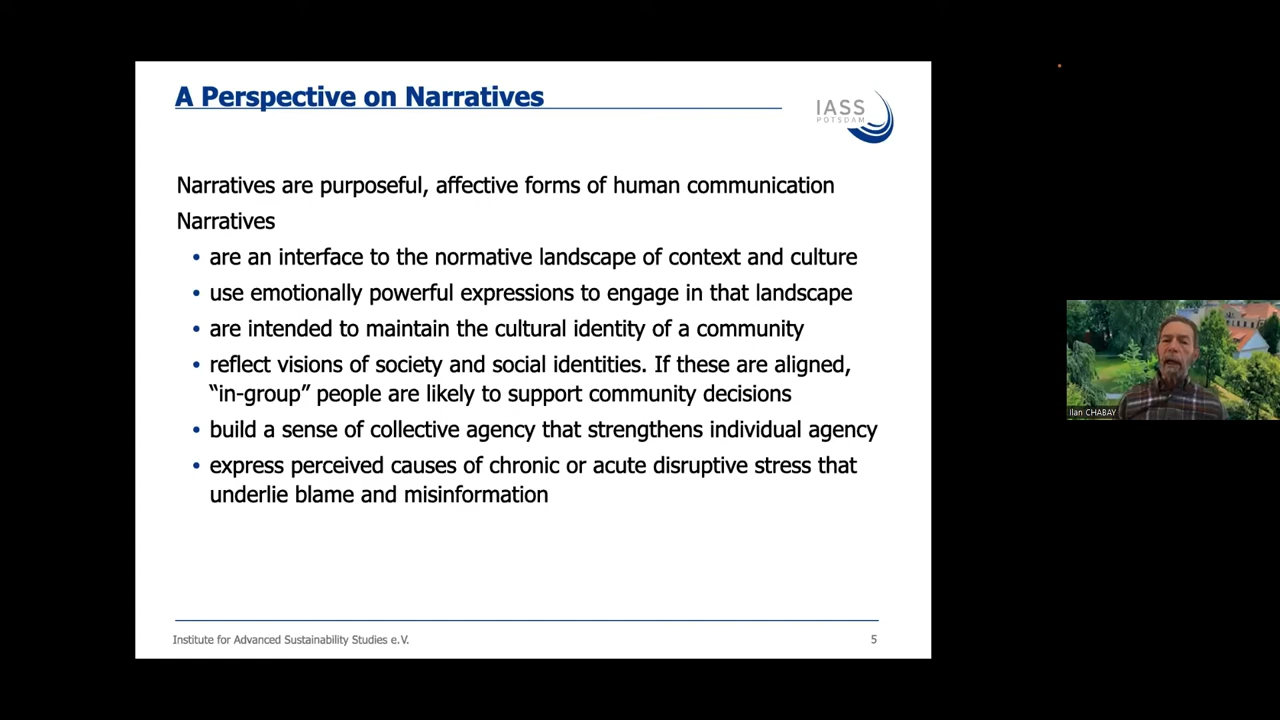 A Perspective on Narratives
IASS
POTSDAM
Narratives are purposeful, affective forms of human communication
Narratives
• are an interface to the normative landscape of context and culture
• use emotionally powerful expressions to engage in that landscape
• are intended to maintain the cultural identity of a community
• reflect visions of society and social identities. If these are aligned,
“in-group” people are likely to support community decisions
• build a sense of collective agency that strengthens individual agency
• express perceived causes of chronic or acute disruptive stress that
underlie blame and misinformation
Ilan CHABAY
Institute for Advanced Sustainability Studies e.V.
5